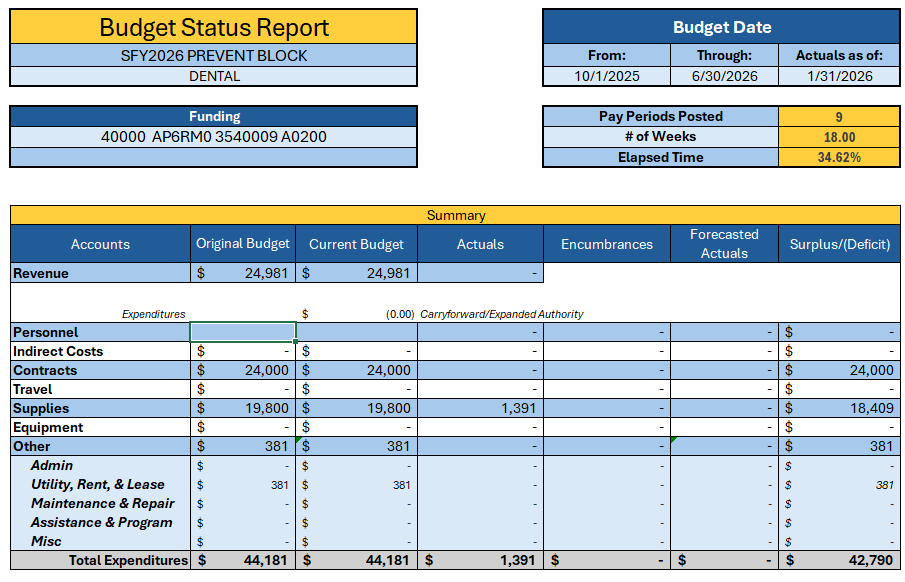 Budget Status Report
SFY2026 PREVENT BLOCK
DENTAL
Budget Date
From: Through: Actuals as of:
10/1/2025 6/30/2026 1/31/2026
Funding
40000 AP6RM0 3540009 A0200
Pay Periods Posted 9
# of Weeks 18.00
Elapsed Time 34.62%
Summary
Accounts Original Budget Current Budget Actuals Encumbrances Forecasted Actuals Surplus/(Deficit)
Revenue $ 24,981 $ 24,981 -
Expenditures $ (0.00) Carryforward/Expanded Authority
Personnel - - - - $ -
Indirect Costs $ - $ - - - - $ -
Contracts $ 24,000 $ 24,000 - - - $ 24,000
Travel $ - $ - - - - $ -
Supplies $ 19,800 $ 19,800 1,391 - - $ 18,409
Equipment $ - $ - - - - $ -
Other $ 381 $ 381 - - - $ 381
Admin $ - $ - - - - $ -
Utility, Rent, & Lease $ 381 $ 381 - - - $ 381
Maintenance & Repair $ - $ - - - - $ -
Assistance & Program $ - $ - - - - $ -
Misc $ - $ - - - - $ -
Total Expenditures $ 44,181 $ 44,181 $ 1,391 $ - $ - $ 42,790